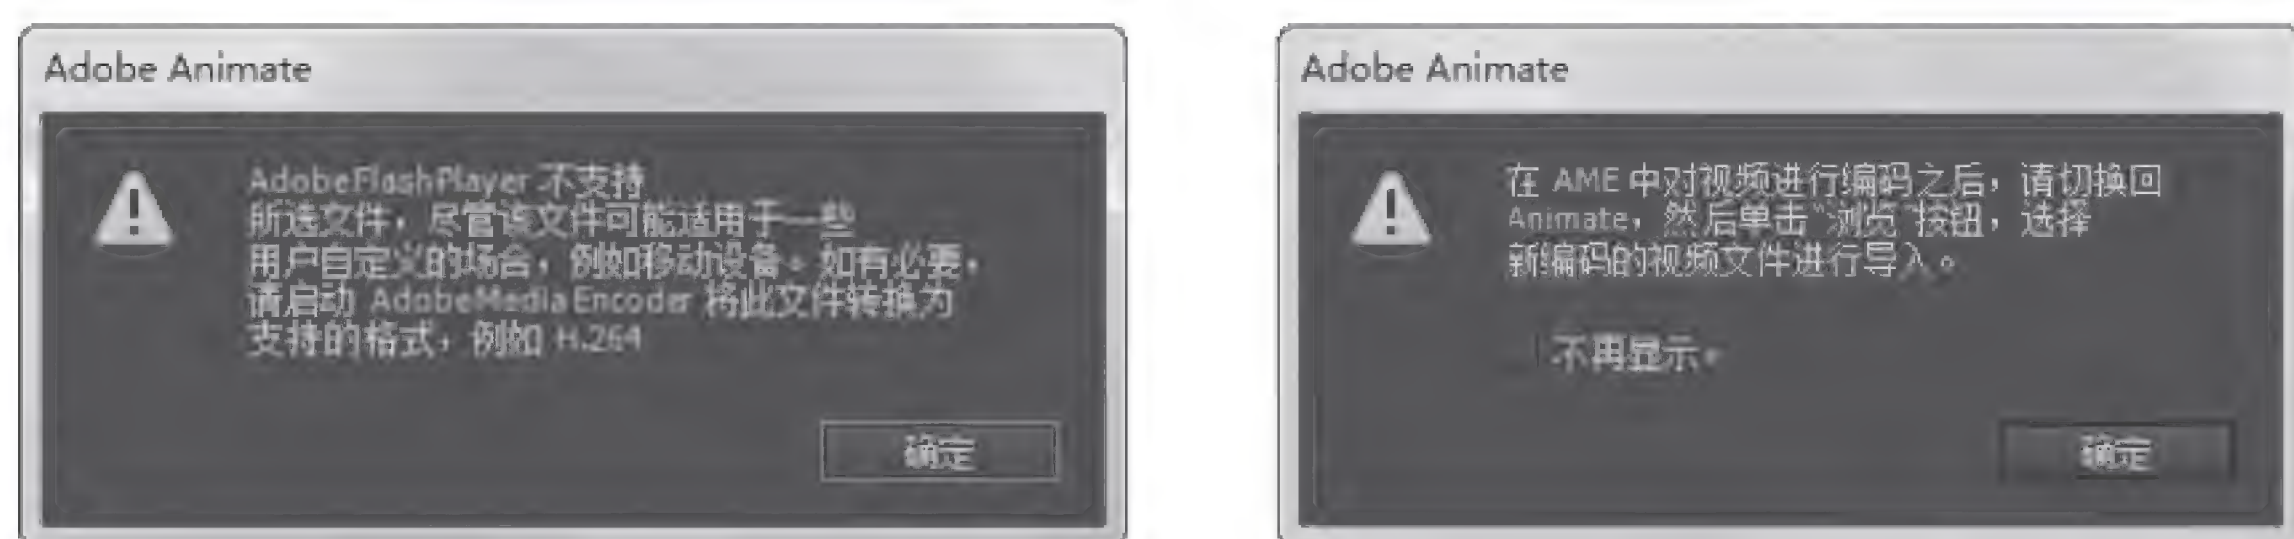 Adobe Animate
AdobeFlashPlayer 不支持
所选文件，尽管该文件可能适用于一些
用户自定义的场合，例如移动设备。如有必要，
请启动 AdobeMedia Encoder 将此文件转换为
支持的格式，例如 H.264
确定
Adobe Animate
在 AME 中对视频进行编码之后，请切换回
Animate，然后单击“浏览”按钮，选择
新编码的视频文件进行导入。
不再显示。
确定